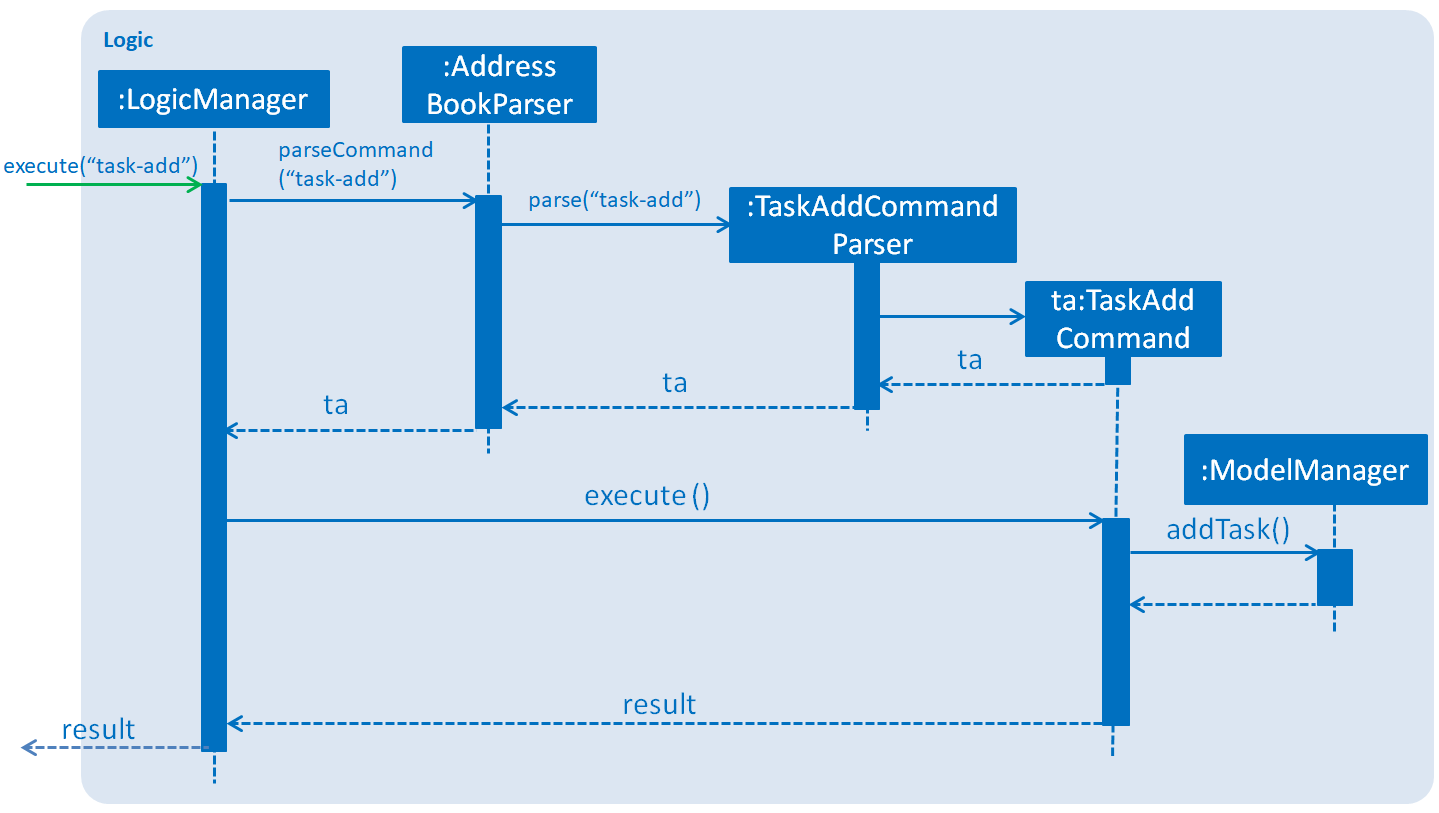 Logic
:LogicManager
:Address
BookParser
execute(“task-add”)
parseCommand
(“task-add”)
parse(“task-add”)
:TaskAddCommand
Parser
ta:TaskAdd
Command
ta
ta
ta
:ModelManager
execute ()
addTask()
result
result